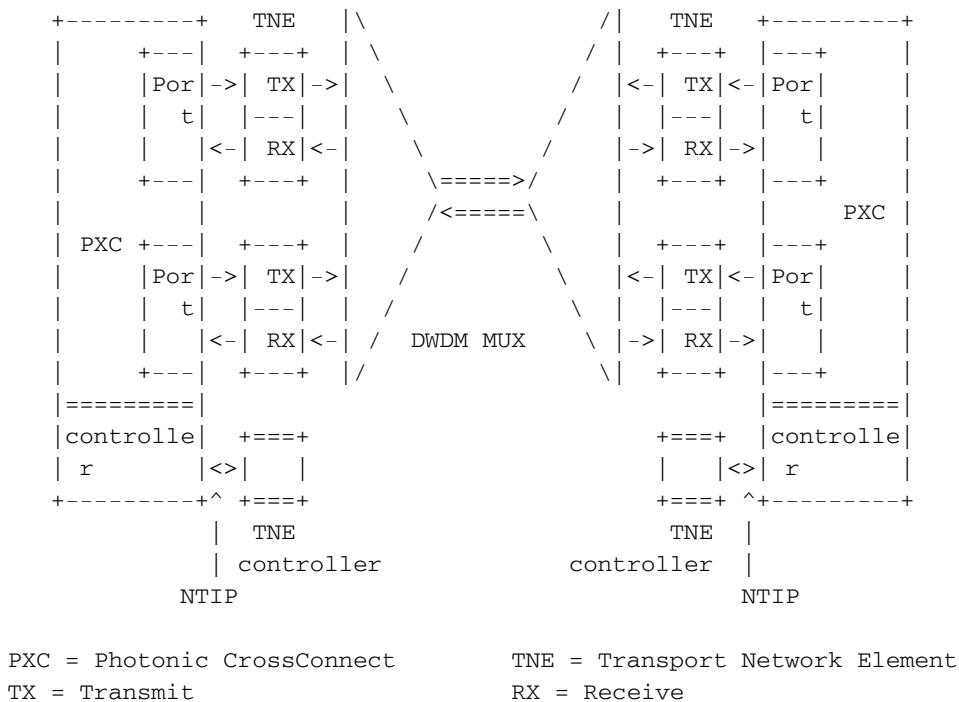 +---------+    TNE    |\                    /|    TNE    +---------+
|      +---|  +---+  | \                  / |  +---+  |---+      |
|      |Por|->| TX|->|  \                /  |<-| TX|<-|Por|      |
|      |  t|  |---|  |   \              /   |  |---|  |  t|      |
|      |   |<-| RX|<-|    \            /    |->| RX|->|   |      |
|      +---|  +---+  |     \=====>/     |  +---+  |---+      |
|          |         |     /<=====\     |         |      PXC |
| PXC +---|  +---+  |    /            \    |  +---+  |---+      |
|      |Por|->| TX|->|   /              \   |<-| TX|<-|Por|      |
|      |  t|  |---|  |  /                \  |  |---|  |  t|      |
|      |   |<-| RX|<-| /   DWDM MUX    \ |->| RX|->|   |      |
|      +---|  +---+  |/                    \|  +---+  |---+      |
|=========|                                  |=========|
|controlle|  +===+                    +===+  |controlle|
| r       |<>|   |                    |   |<>| r       |
+---------+^ +===+                    +===+ ^+---------+
|  TNE                    TNE  |
| controller          controller  |
NTIP                              NTIP
PXC = Photonic CrossConnect          TNE = Transport Network Element
TX = Transmit                        RX = Receive